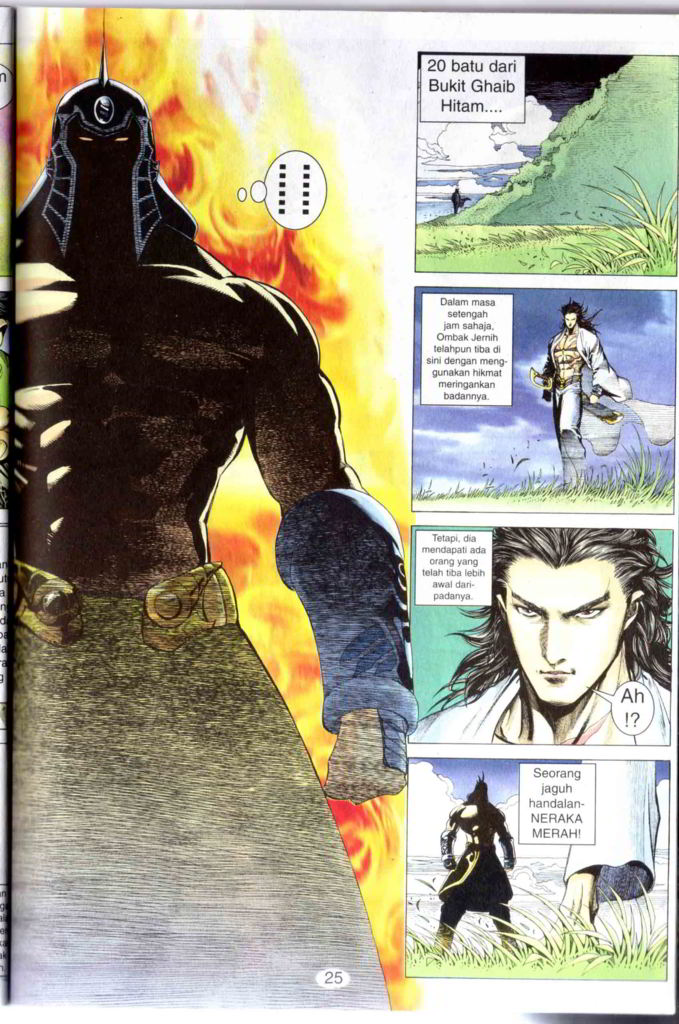 20 batu dari
Bukit Ghaib
Hitam....
Dalam masa
setengah
jam sahaja,
Ombak Jernih
telahpun tiba di
sini dengan meng-
gunakan hikmat
meringankan
badannya.
Tetapi, dia
mendapati ada
orang yang
telah tiba lebih
awal dari-
padanya.
Ah
!?
Seorang
jaguh
handalan-
NERAKA
MERAH!
25